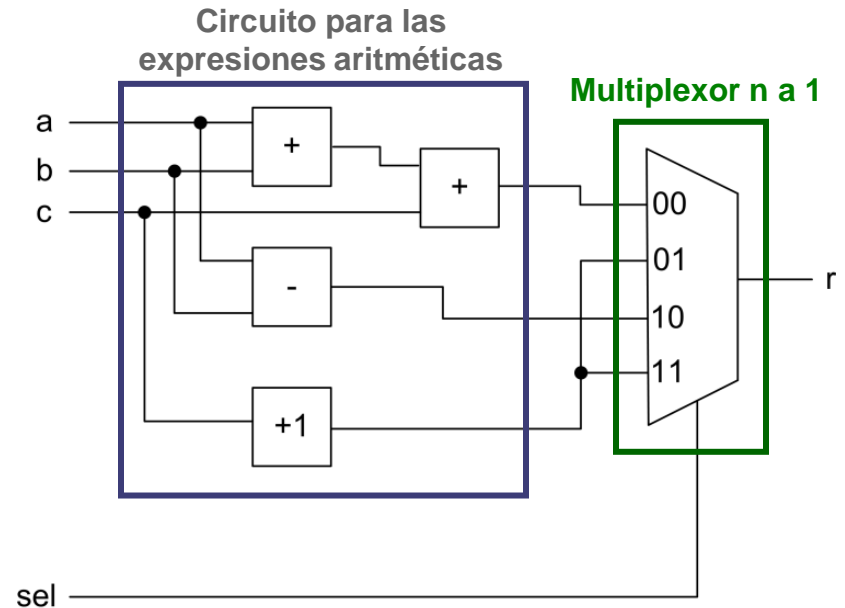 Circuito para las
expresiones aritméticas
Multiplexor n a 1
a
b
c
+
+
-
+1
00
01
10
11
r
sel